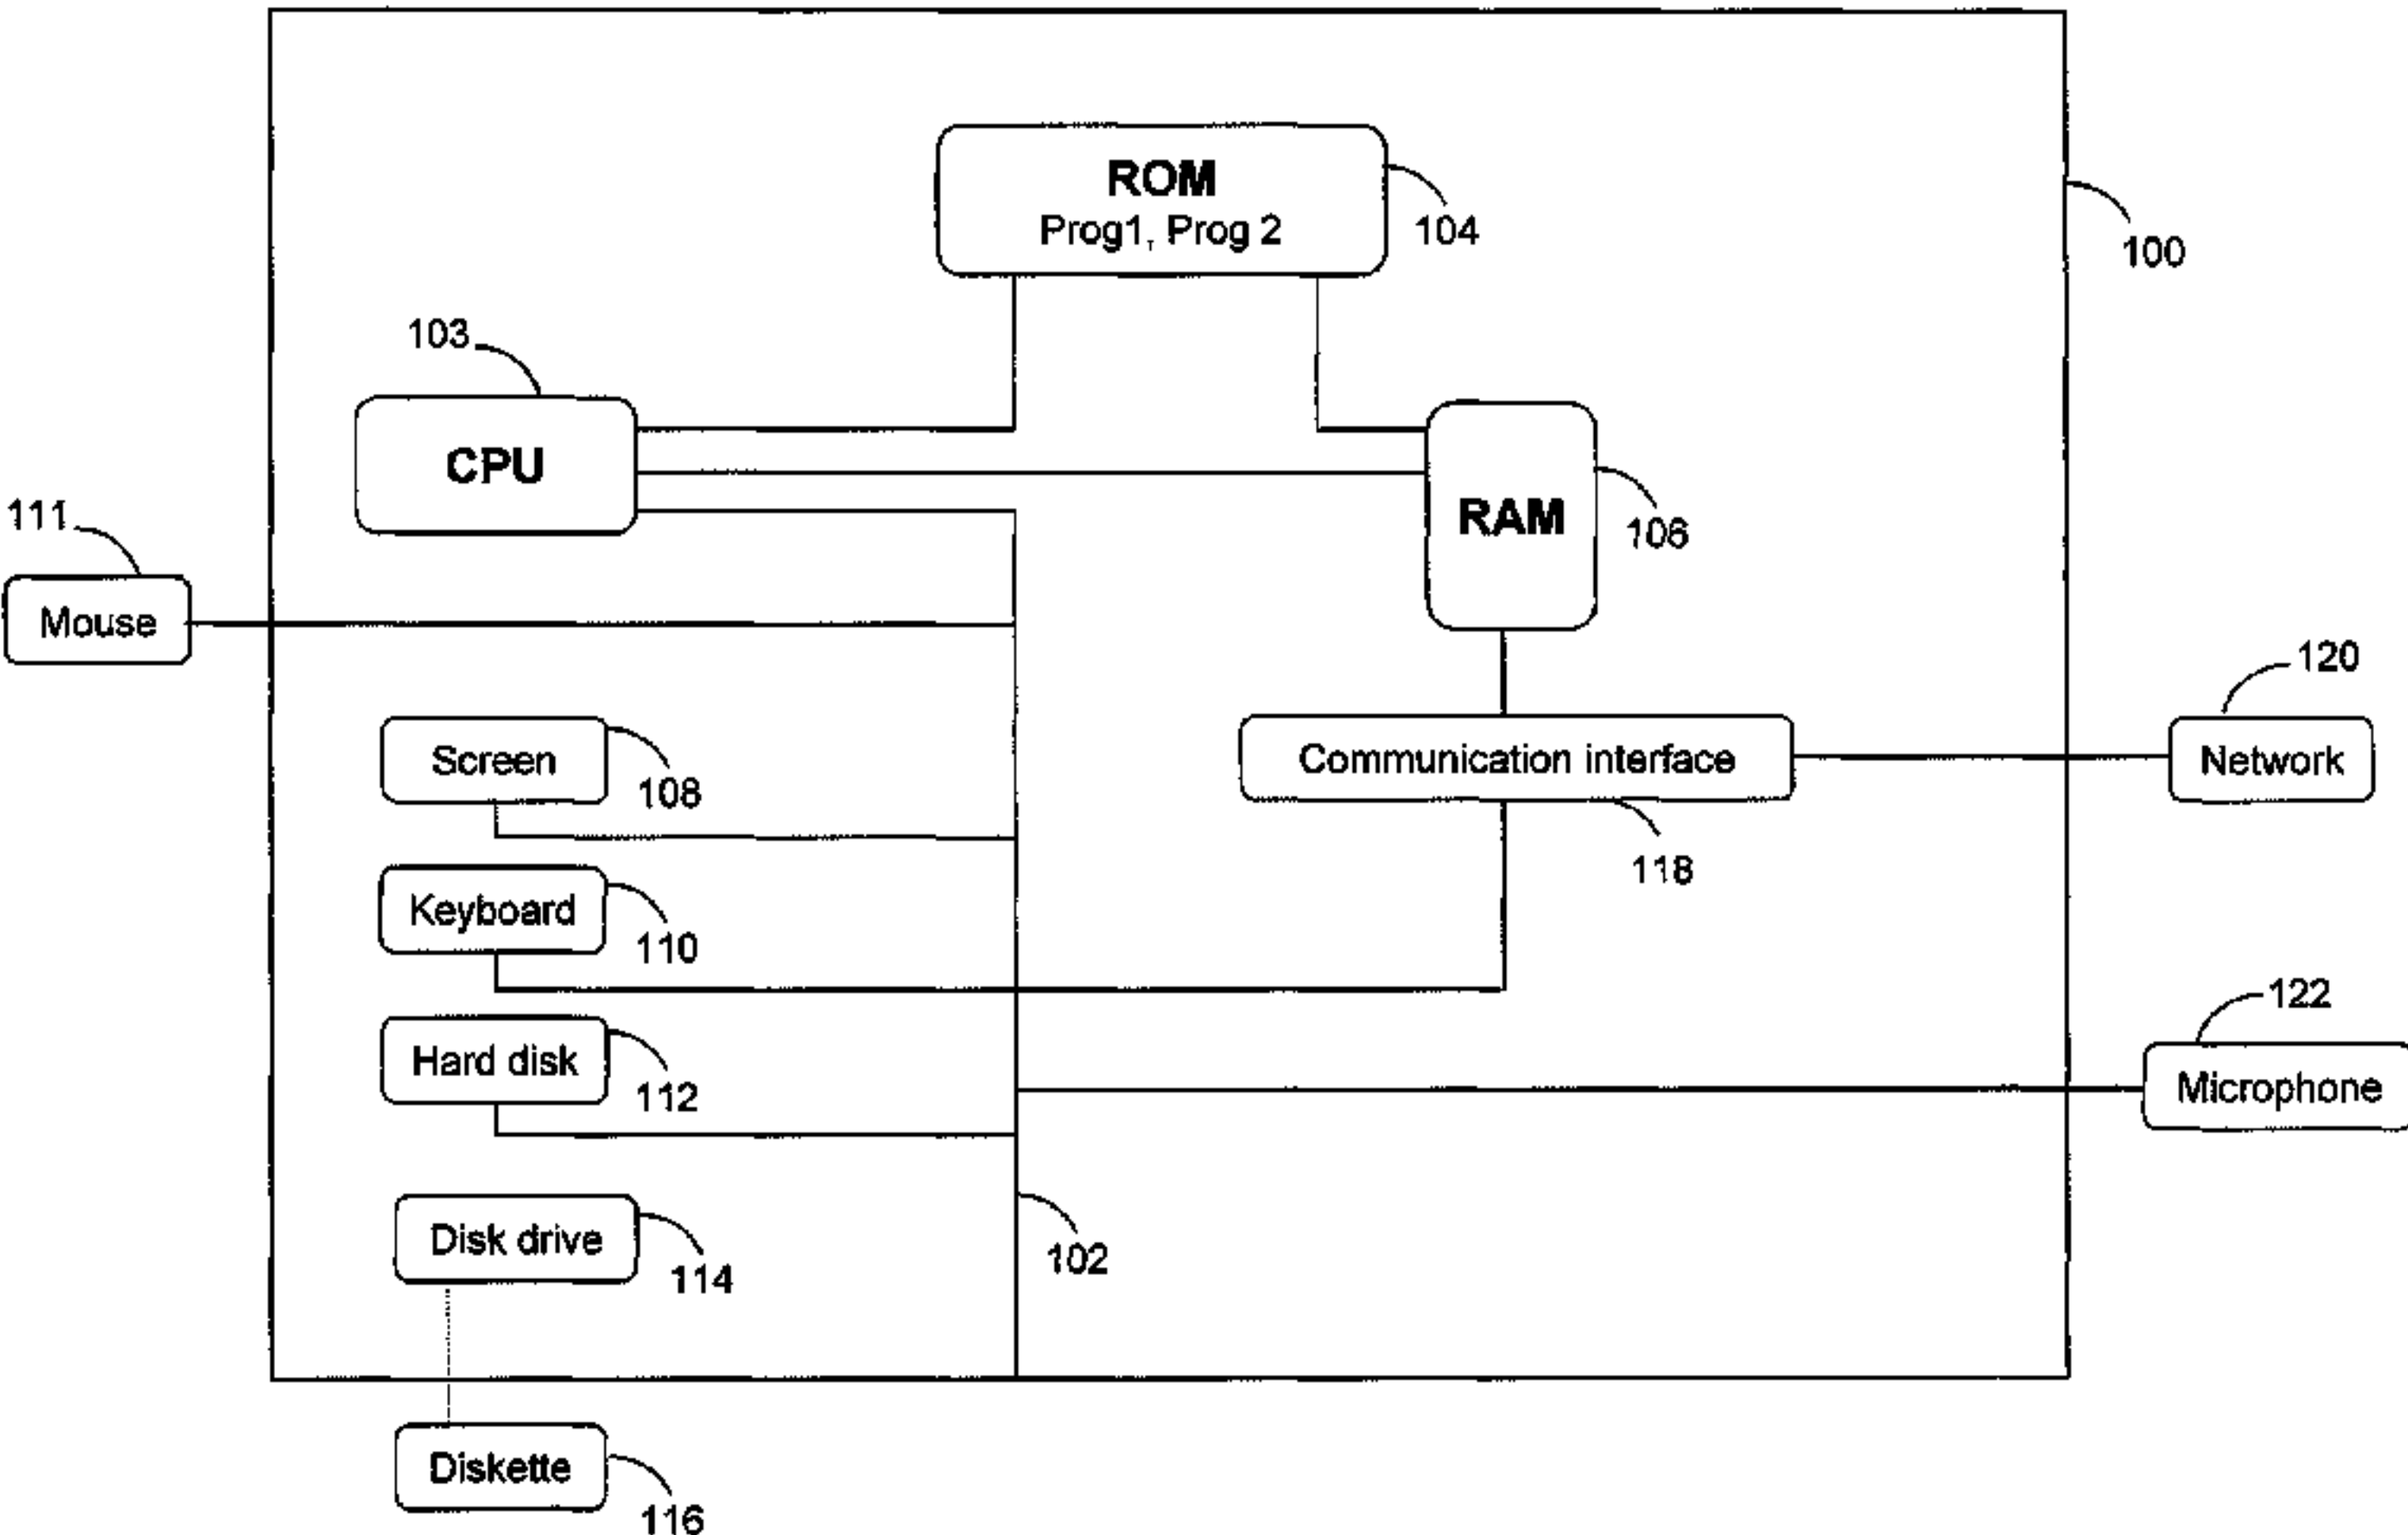 ROM
Prog1, Prog 2
104
100
103
CPU
RAM
106
111
Mouse
120
Network
Screen
108
Communication interface
118
Keyboard
110
122
Microphone
Hard disk
112
Disk drive
114
102
Diskette
116